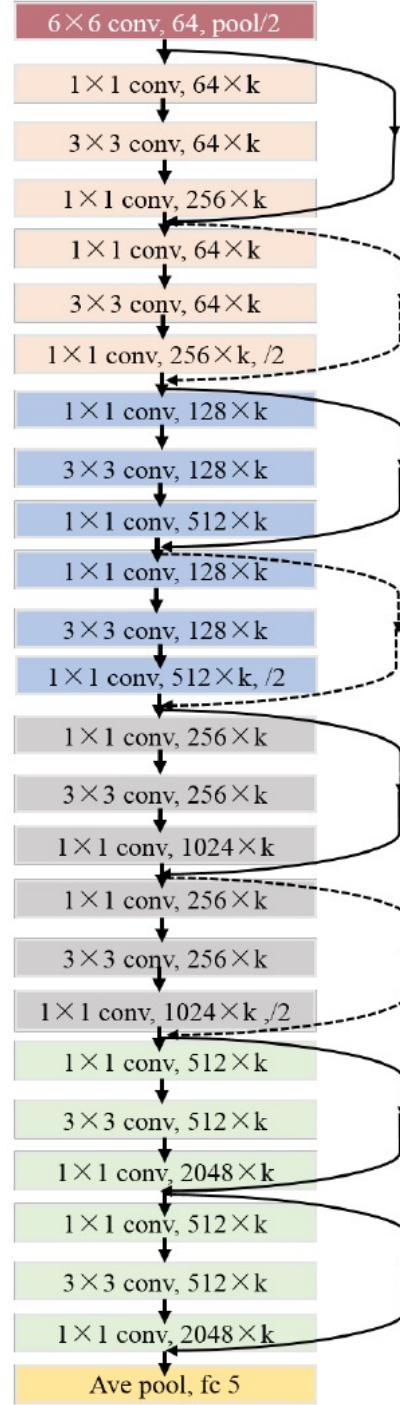 6×6 conv, 64, pool/2
1×1 conv, 64×k
3×3 conv, 64×k
1×1 conv, 256×k
1×1 conv, 64×k
3×3 conv, 64×k
1×1 conv, 256×k, /2
1×1 conv, 128×k
3×3 conv, 128×k
1×1 conv, 512×k
1×1 conv, 128×k
3×3 conv, 128×k
1×1 conv, 512×k, /2
1×1 conv, 256×k
3×3 conv, 256×k
1×1 conv, 1024×k
1×1 conv, 256×k
3×3 conv, 256×k
1×1 conv, 1024×k ,/2
1×1 conv, 512×k
3×3 conv, 512×k
1×1 conv, 2048×k
1×1 conv, 512×k
3×3 conv, 512×k
1×1 conv, 2048×k
Ave pool, fc 5